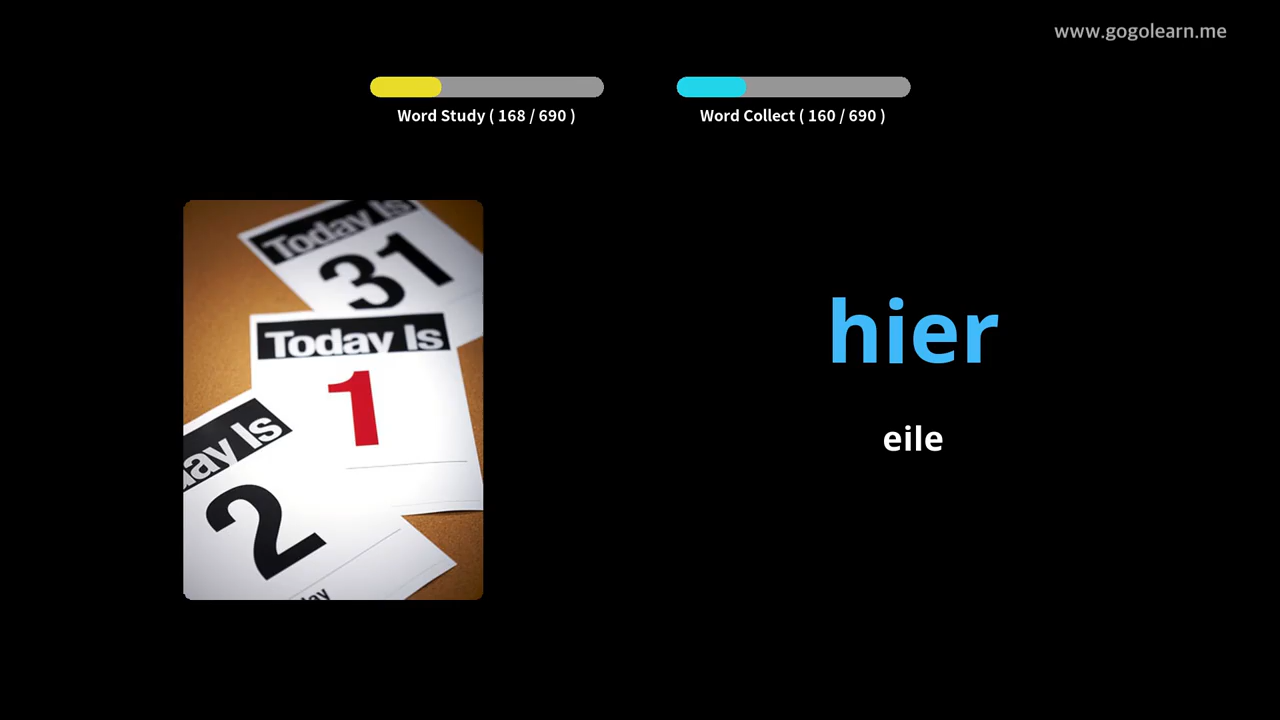 www.gogolearn.me
Word Study ( 168 / 690 )
Word Collect ( 160 / 690 )
Today Is
31
Today Is
1
ay Is
2
hier
eile